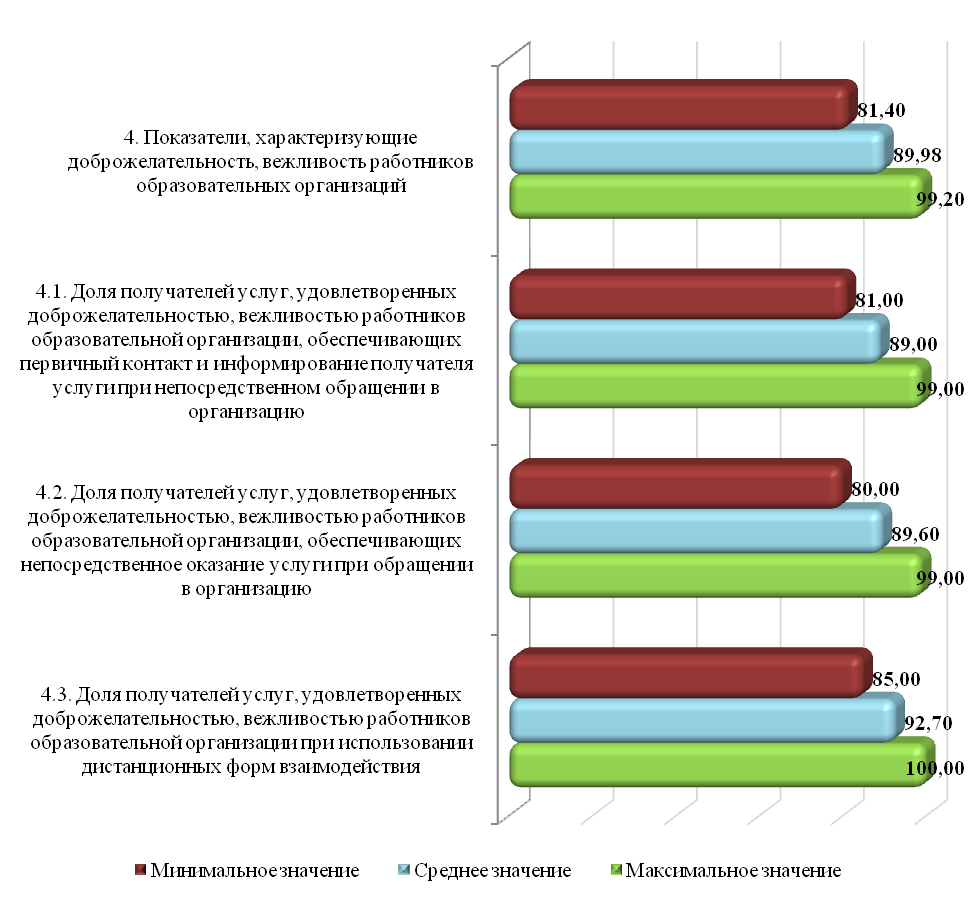 4. Показатели, характеризующие
доброжелательность, вежливость работников
образовательных организаций
81,40
89,98
99,20
4.1. Доля получателей услуг, удовлетворенных
доброжелательностью, вежливостью работников
образовательной организации, обеспечивающих
первичный контакт и информирование получателя
услуги при непосредственном обращении в
организацию
81,00
89,00
99,00
4.2. Доля получателей услуг, удовлетворенных
доброжелательностью, вежливостью работников
образовательной организации, обеспечивающих
непосредственное оказание услуги при обращении
в организацию
80,00
89,60
99,00
4.3. Доля получателей услуг, удовлетворенных
доброжелательностью, вежливостью работников
образовательной организации при использовании
дистанционных форм взаимодействия
85,00
92,70
100,00
Минимальное значение Среднее значение Максимальное значение